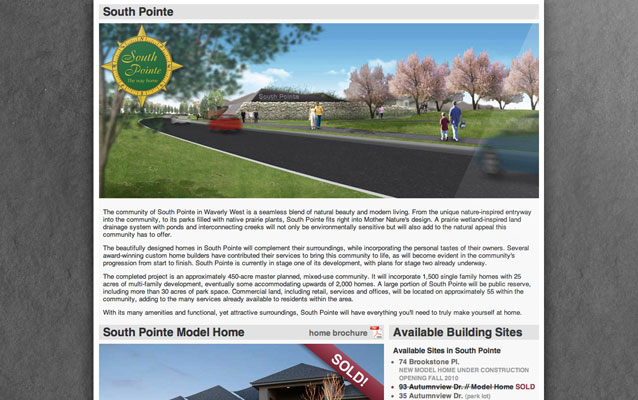 South Pointe
South
Pointe
The way home
South Pointe
The community of South Pointe in Waverly West is a seamless blend of natural beauty and modern living. From the unique nature-inspired entryway
into the community, to its parks filled with native prairie plants, South Pointe fits right into Mother Nature's design. A prairie wetland-inspired land
drainage system with ponds and interconnecting creeks will not only be environmentally sensitive but will also add to the natural appeal this
community has to offer.
The beautifully designed homes in South Pointe will complement their surroundings, while incorporating the personal tastes of their owners. Several
award-winning custom home builders have contributed their services to bring this community to life, as will become evident in the community's
progression from start to finish. South Pointe is currently in stage one of its development, with plans for stage two already underway.
The completed project is an approximately 450-acre master planned, mixed-use community. It will incorporate 1,500 single family homes with 25
acres of multi-family development, eventually some accommodating upwards of 2,000 homes. A large portion of South Pointe will be public reserve,
including more than 30 acres of park space. Commercial land, including retail, services and offices, will be located on approximately 55 within the
community, adding to the many services already available to residents within the area.
With its many amenities and functional, yet attractive surroundings, South Pointe will have everything you'll need to truly make yourself at home.
South Pointe Model Home
home brochure
SOLD!
Available Building Sites
Available Sites in South Pointe
74 Brookstone Pl.
NEW MODEL HOME UNDER CONSTRUCTION
OPENING FALL 2010
93 Autumnview Dr. // Model Home SOLD
35 Autumnview Dr. (park lot)